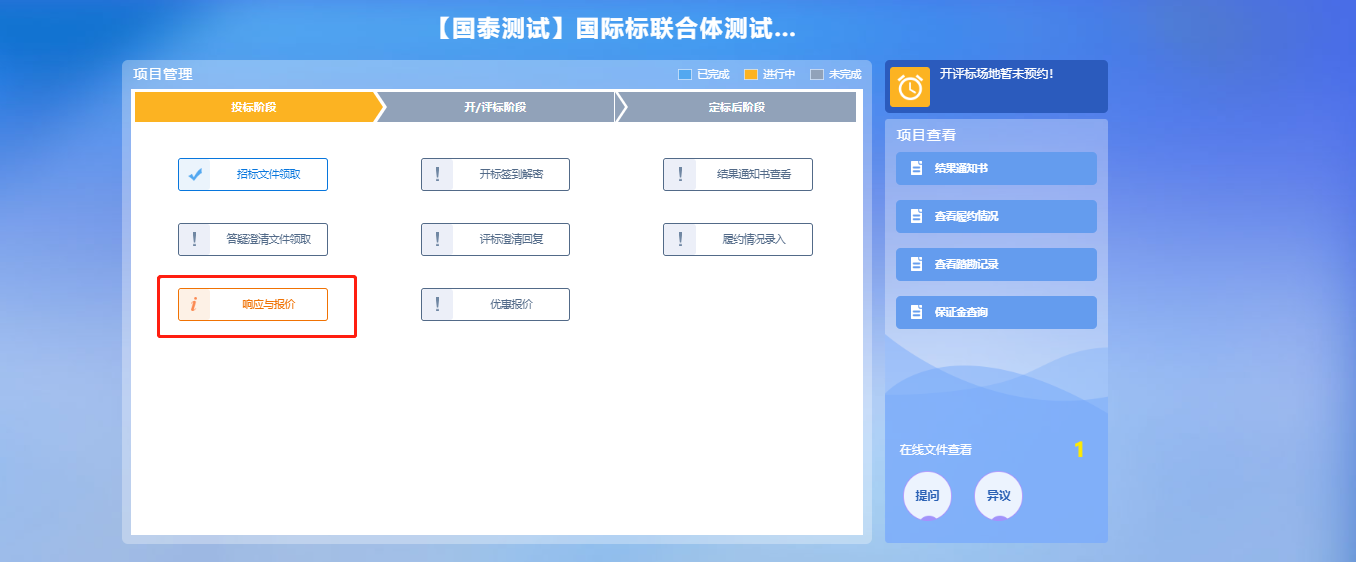 【国泰测试】国际标联合体测试...
项目管理
已完成 进行中 未完成
投标阶段 开/评标阶段 定标后阶段
招标文件领取 开标签到解密 结果通知书查看
答疑澄清文件领取 评标澄清回复 履约情况录入
响应与报价 优惠报价
开评标场地暂未预约!
项目查看
结果通知书
查看履约情况
查看踏勘记录
保证金查询
在线文件查看 1
提问 异议